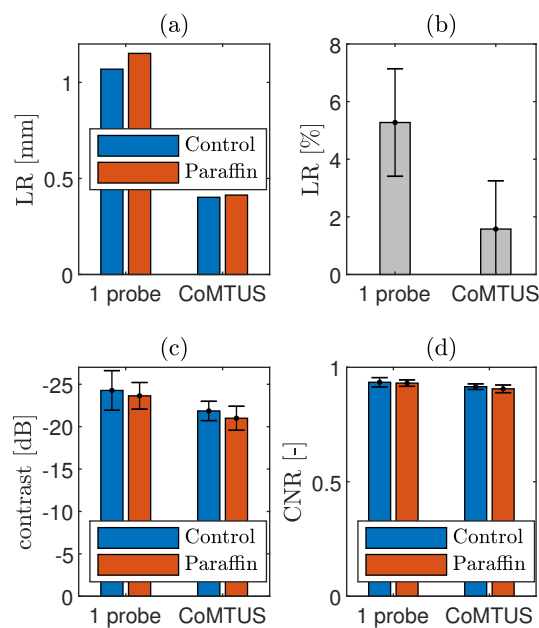 (a)
LR [mm]
1
0.5
0
Control
Paraffin
1 probe
CoMTUS
(b)
LR [%]
8
6
4
2
0
1 probe
CoMTUS
(c)
contrast [dB]
-25
-20
-15
-10
-5
0
Control
Paraffin
1 probe
CoMTUS
(d)
CNR [-]
1
0.5
0
Control
Paraffin
1 probe
CoMTUS